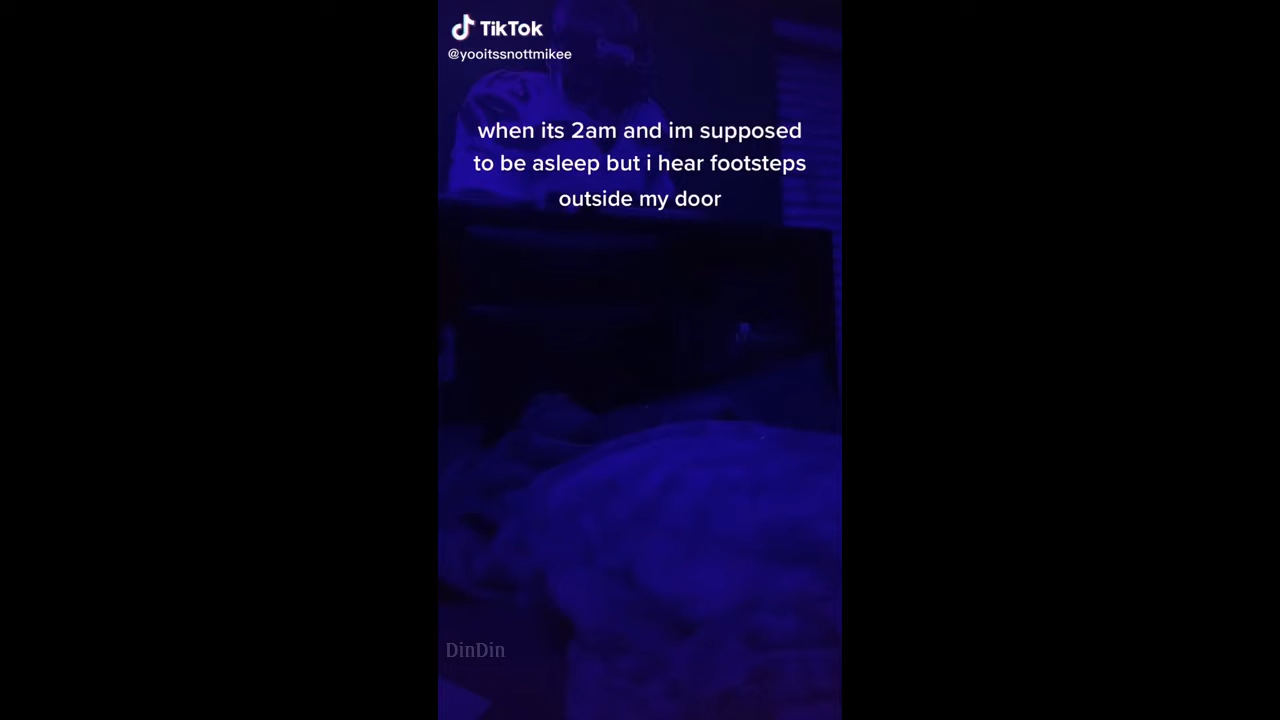 TikTok
@yooitssnottmikee
when its 2am and im supposed
to be asleep but i hear footsteps
outside my door
DinDin